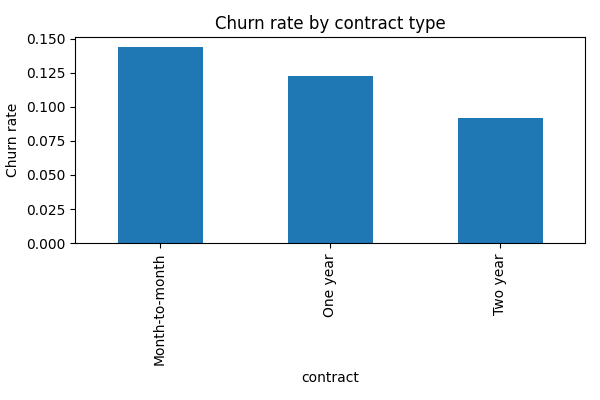 Churn rate by contract type
Churn rate
0.150
0.125
0.100
0.075
0.050
0.025
0.000
Month-to-month
One year
Two year
contract